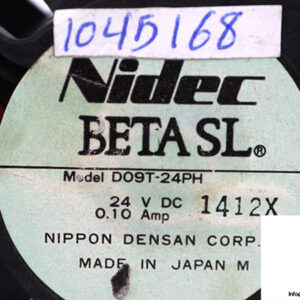 1045168
Nidec
BETA SL®
Model D09T-24PH
24 V DC
0.10 Amp
1412X
NIPPON DENSAN CORP.
MADE IN JAPAN M